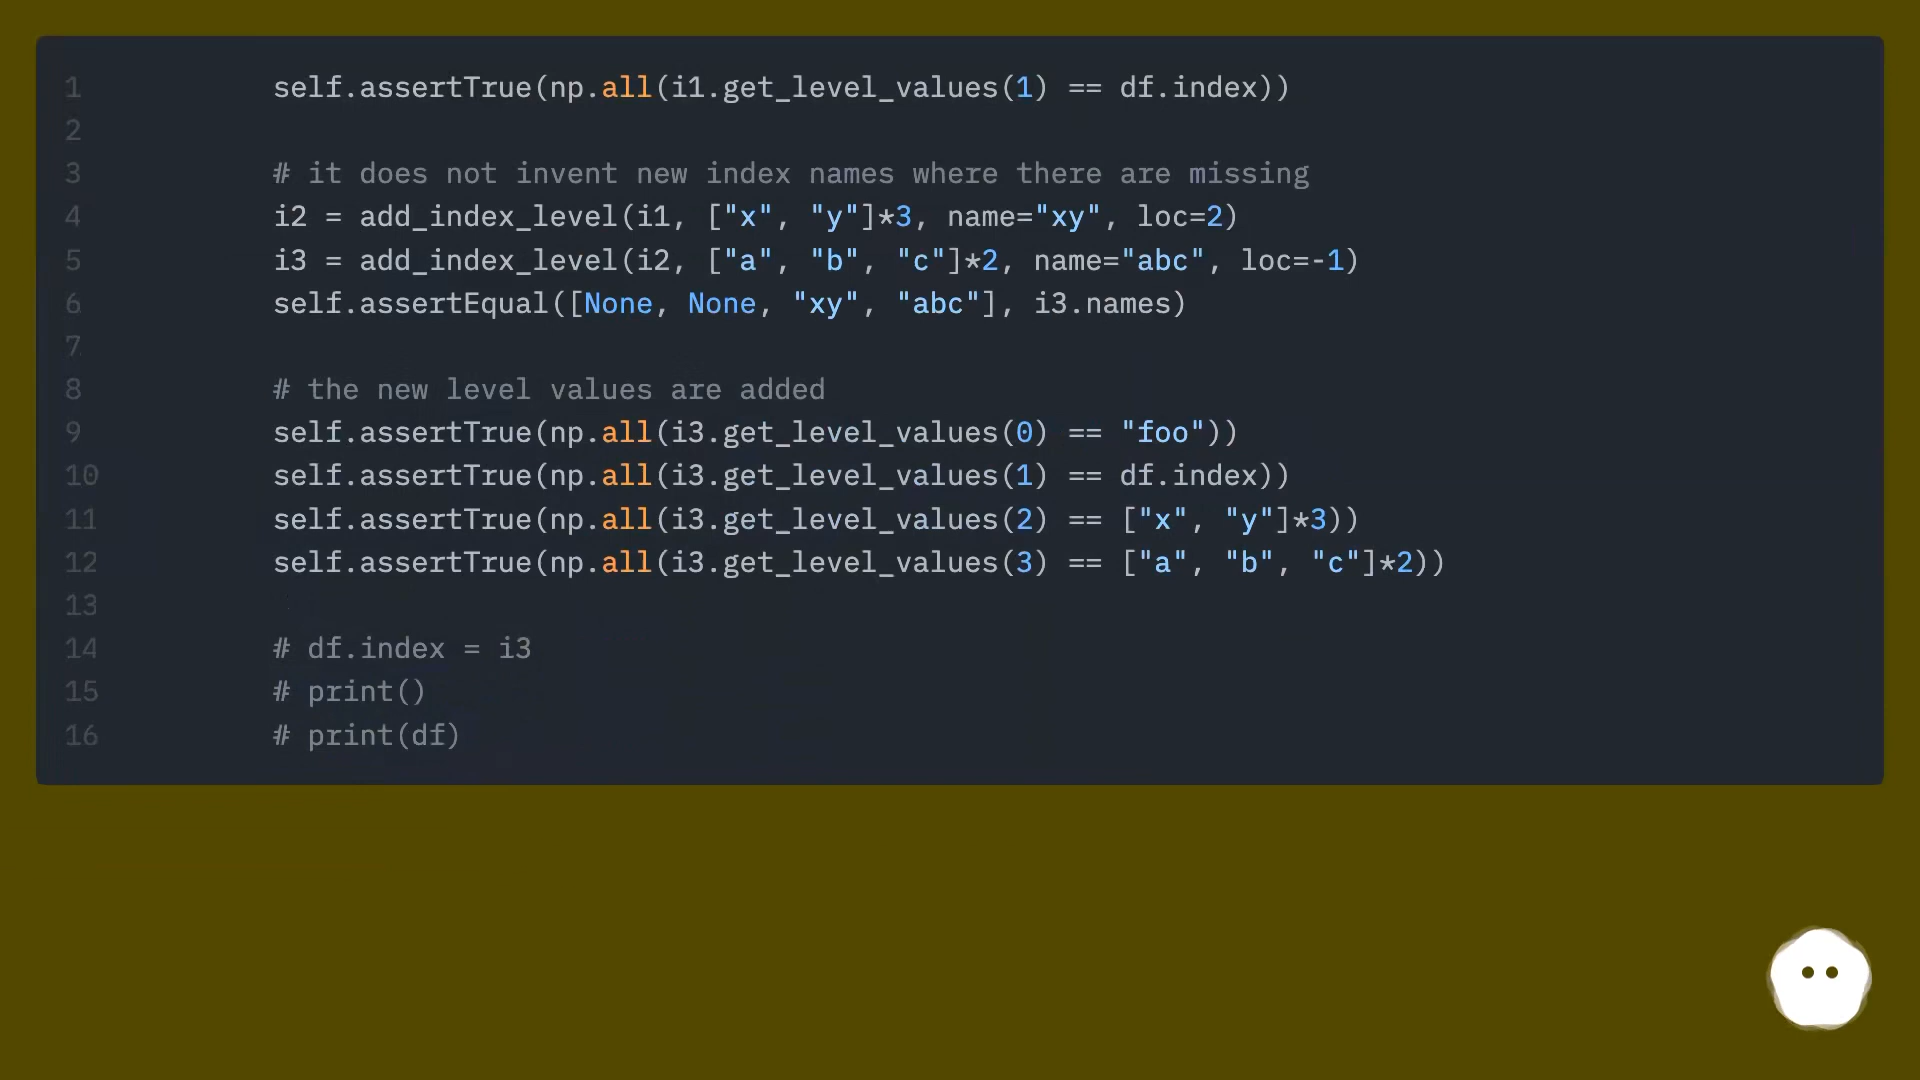 1 self.assertTrue(np.all(i1.get_level_values(1) == df.index))
2
3 # it does not invent new index names where there are missing
4 i2 = add_index_level(i1, ["x", "y"]*3, name="xy", loc=2)
5 i3 = add_index_level(i2, ["a", "b", "c"]*2, name="abc", loc=-1)
6 self.assertEqual([None, None, "xy", "abc"], i3.names)
7
8 # the new level values are added
9 self.assertTrue(np.all(i3.get_level_values(0) == "foo"))
10 self.assertTrue(np.all(i3.get_level_values(1) == df.index))
11 self.assertTrue(np.all(i3.get_level_values(2) == ["x", "y"]*3))
12 self.assertTrue(np.all(i3.get_level_values(3) == ["a", "b", "c"]*2))
13
14 # df.index = i3
15 # print()
16 # print(df)